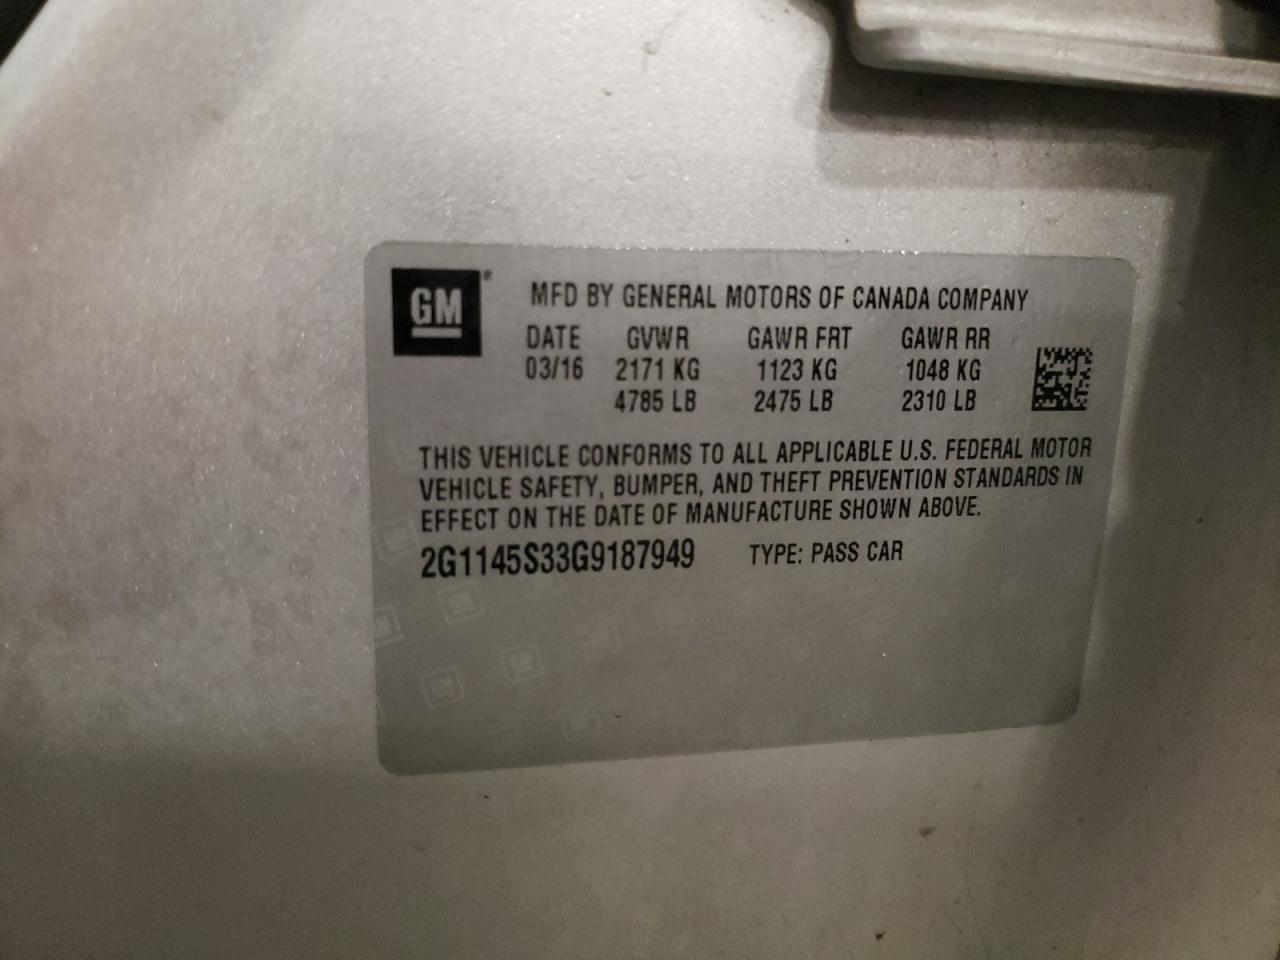 GM
MFD BY GENERAL MOTORS OF CANADA COMPANY
DATE GVWR GAWR FRT GAWR RR
03/16 2171 KG 1123 KG 1048 KG
4785 LB 2475 LB 2310 LB
THIS VEHICLE CONFORMS TO ALL APPLICABLE U.S. FEDERAL MOTOR
VEHICLE SAFETY, BUMPER, AND THEFT PREVENTION STANDARDS IN
EFFECT ON THE DATE OF MANUFACTURE SHOWN ABOVE.
2G1145S33G9187949 TYPE: PASS CAR